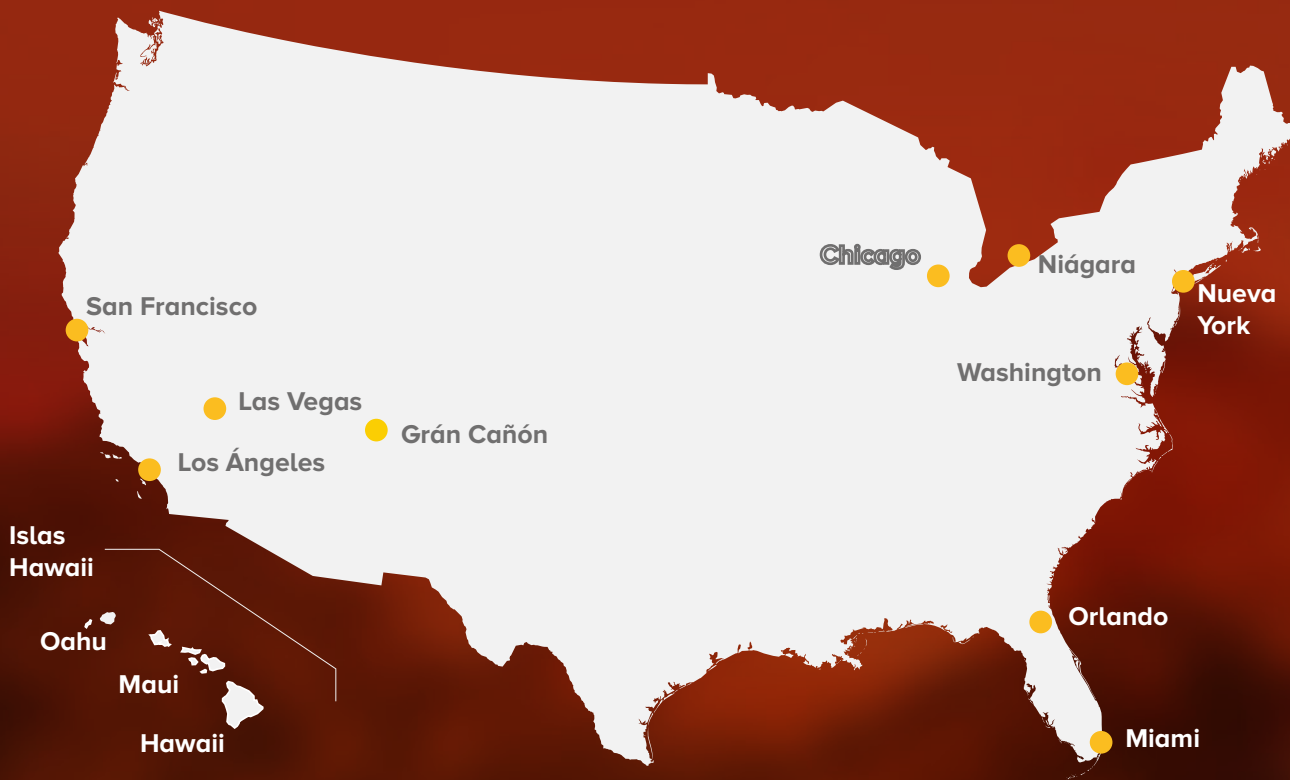 Chicago
Niágara
Nueva
York
San Francisco
Washington
Las Vegas
Grán Cañón
Los Ángeles
Islas
Hawaii
Oahu
Maui
Hawaii
Orlando
Miami